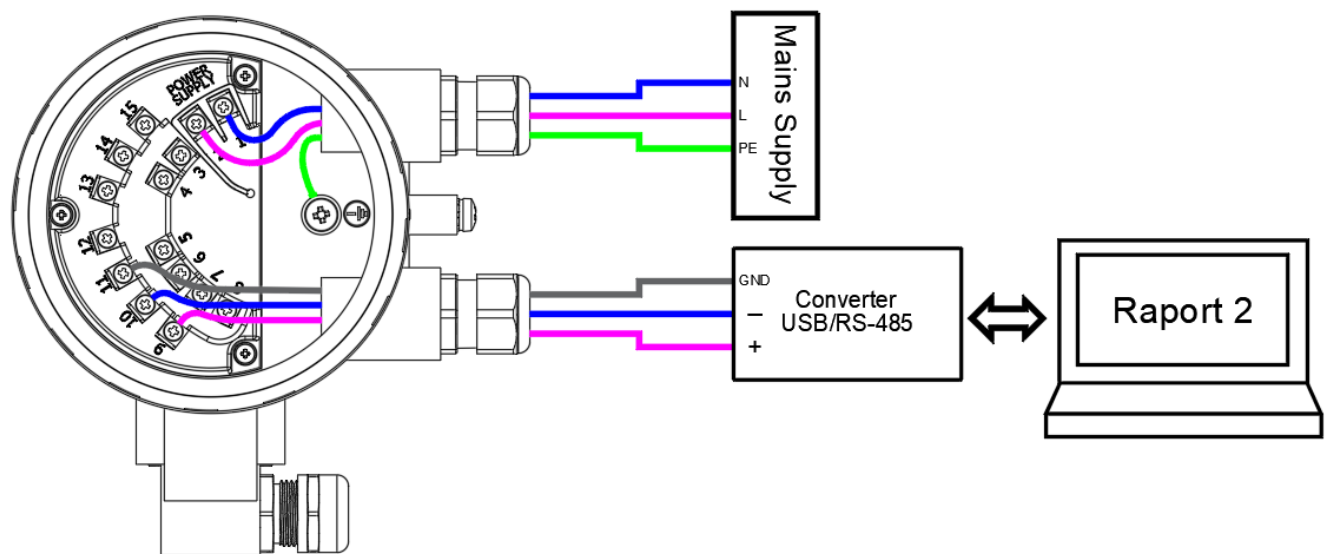 POWER
SUPPLY
15
14
13
12
11
10
9
1
3
4
5
6
7
8
N
L
PE
Mains Supply
GND
–
+
Converter
USB/RS-485
Raport 2